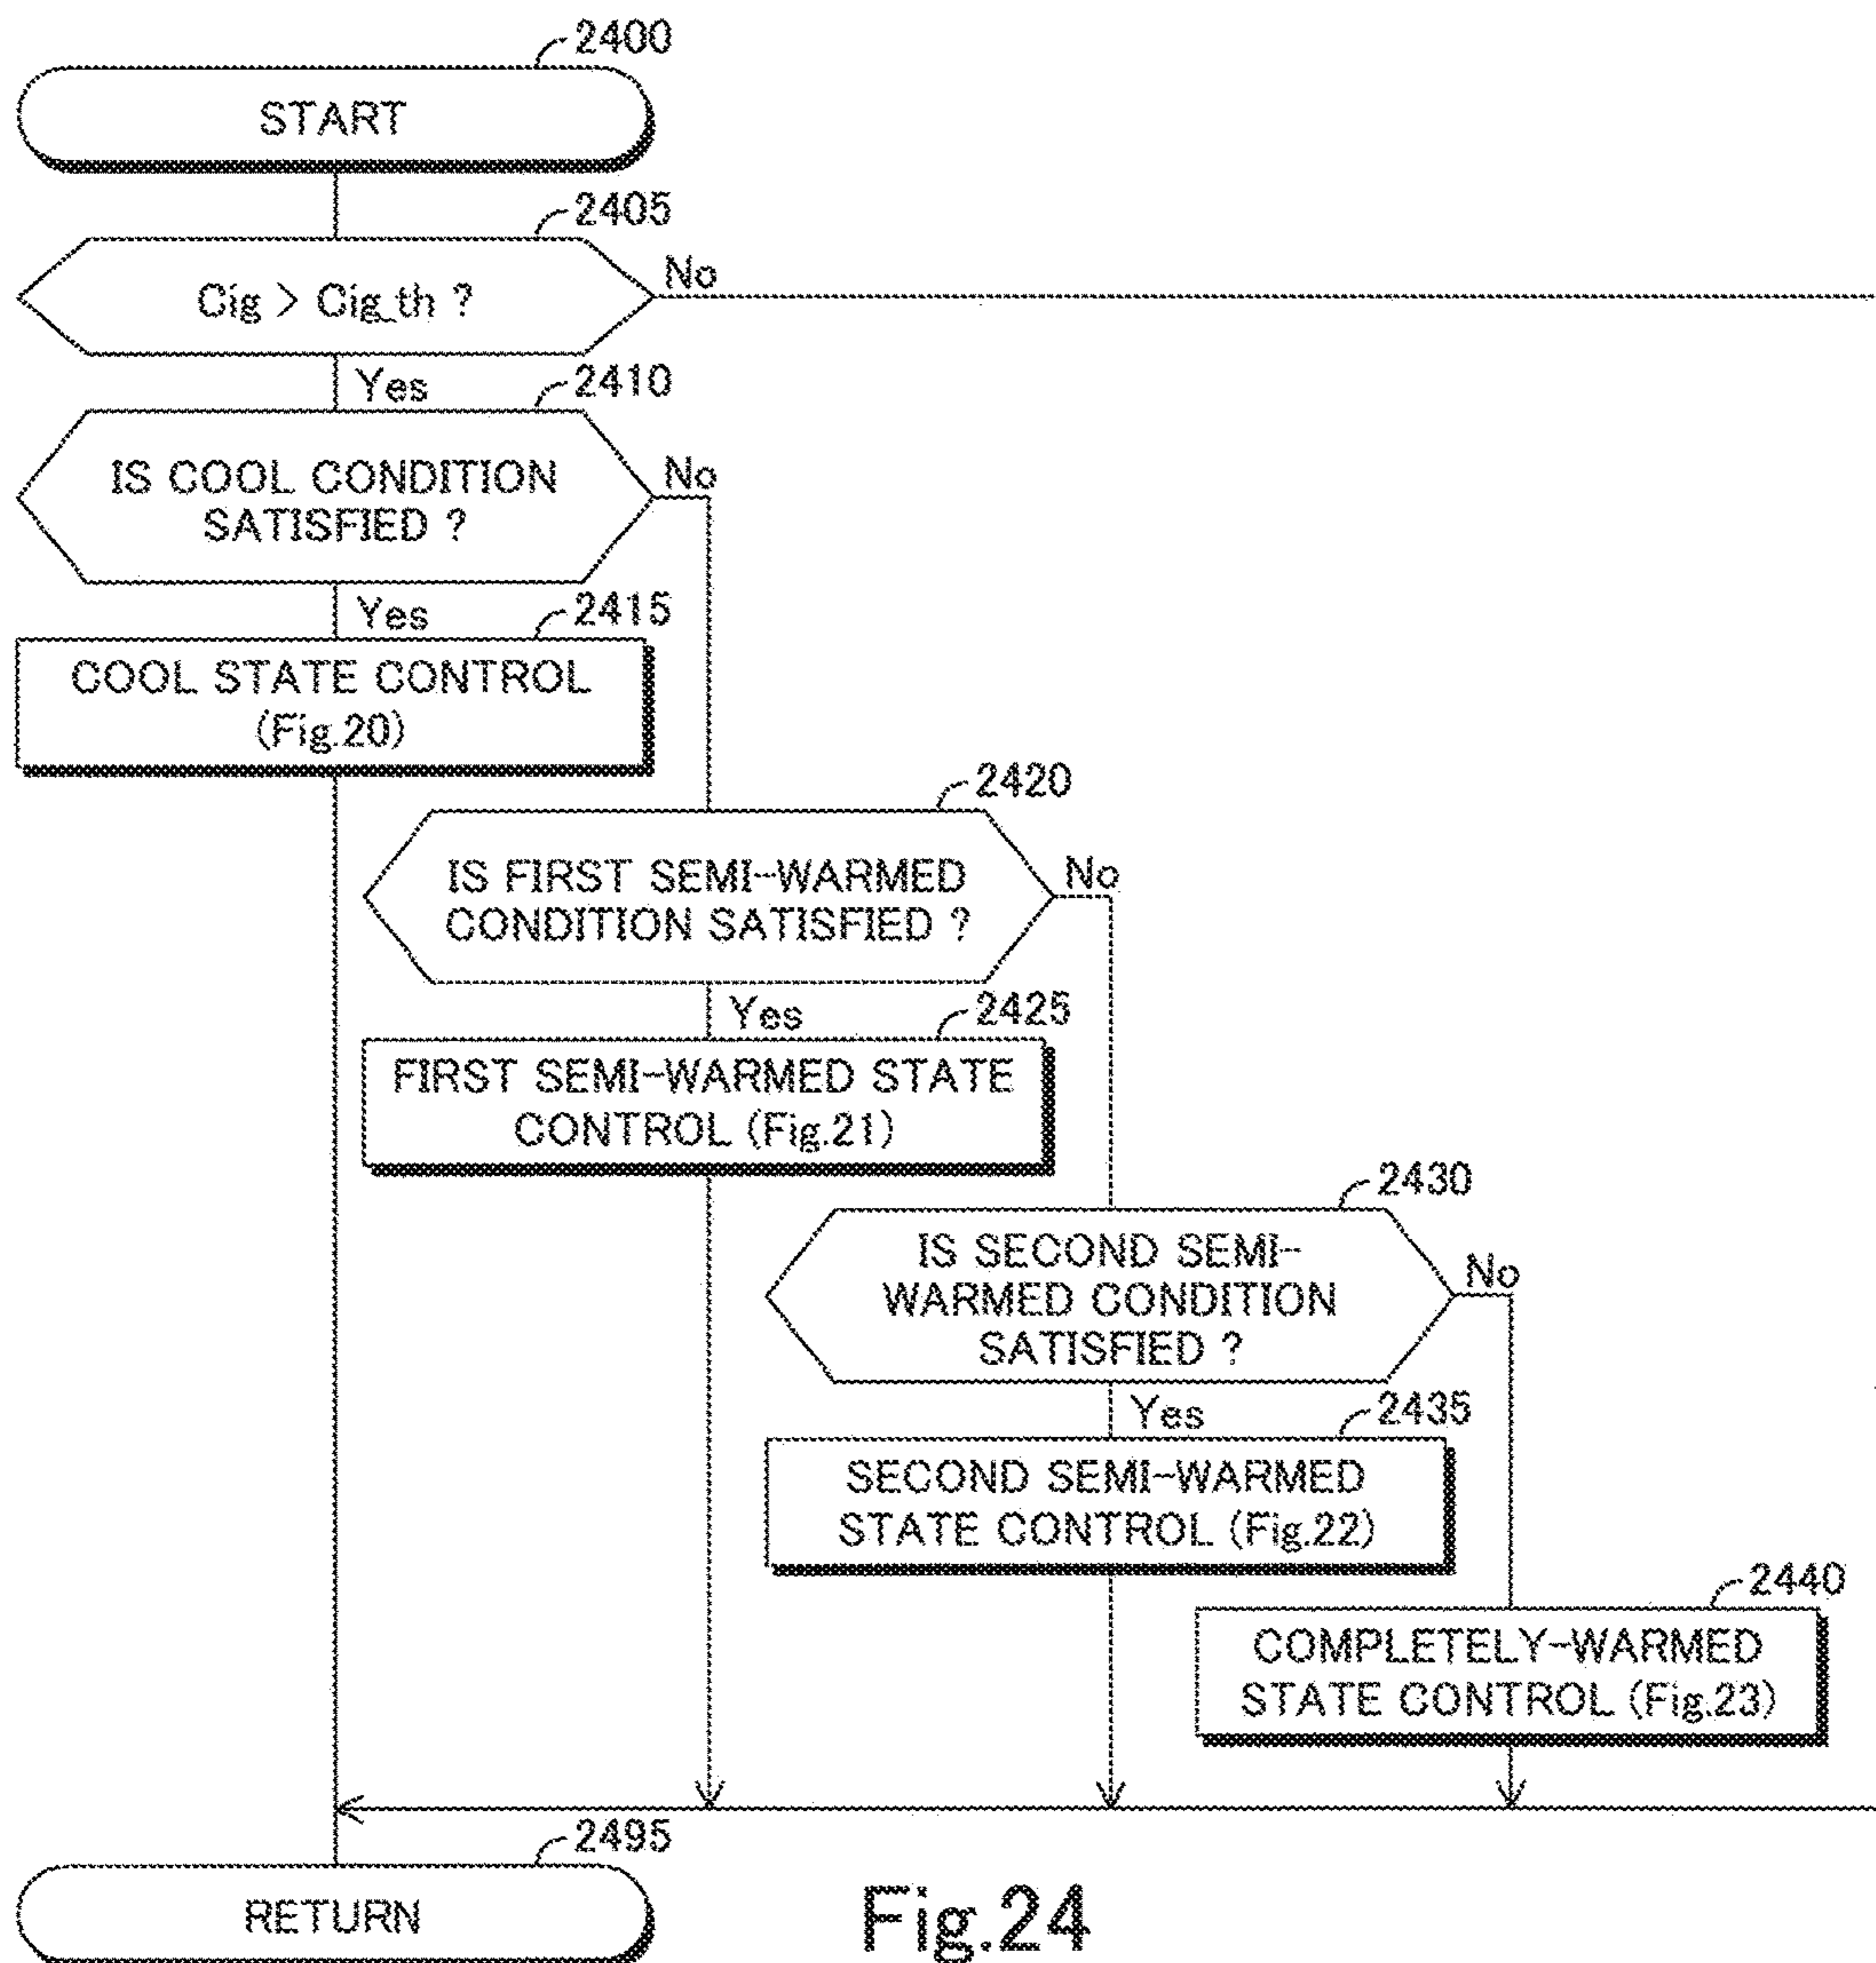 2400
START
2405
Cig > Cig_th ?
No
Yes
2410
IS COOL CONDITION
SATISFIED ?
No
Yes
2415
COOL STATE CONTROL
(Fig.20)
2420
IS FIRST SEMI-WARMED
CONDITION SATISFIED ?
No
Yes
2425
FIRST SEMI-WARMED STATE
CONTROL (Fig.21)
2430
IS SECOND SEMI-
WARMED CONDITION
SATISFIED ?
No
Yes
2435
SECOND SEMI-WARMED
STATE CONTROL (Fig.22)
2440
COMPLETELY-WARMED
STATE CONTROL (Fig.23)
2495
RETURN
Fig.24